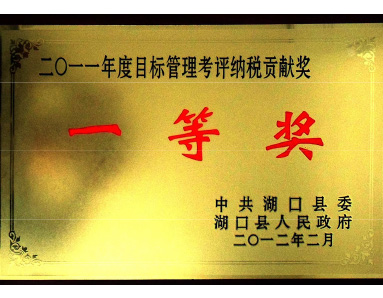 二〇一一年度目标管理考评纳税贡献奖
一等奖
中共湖口县委
湖口县人民政府
二〇一二年二月